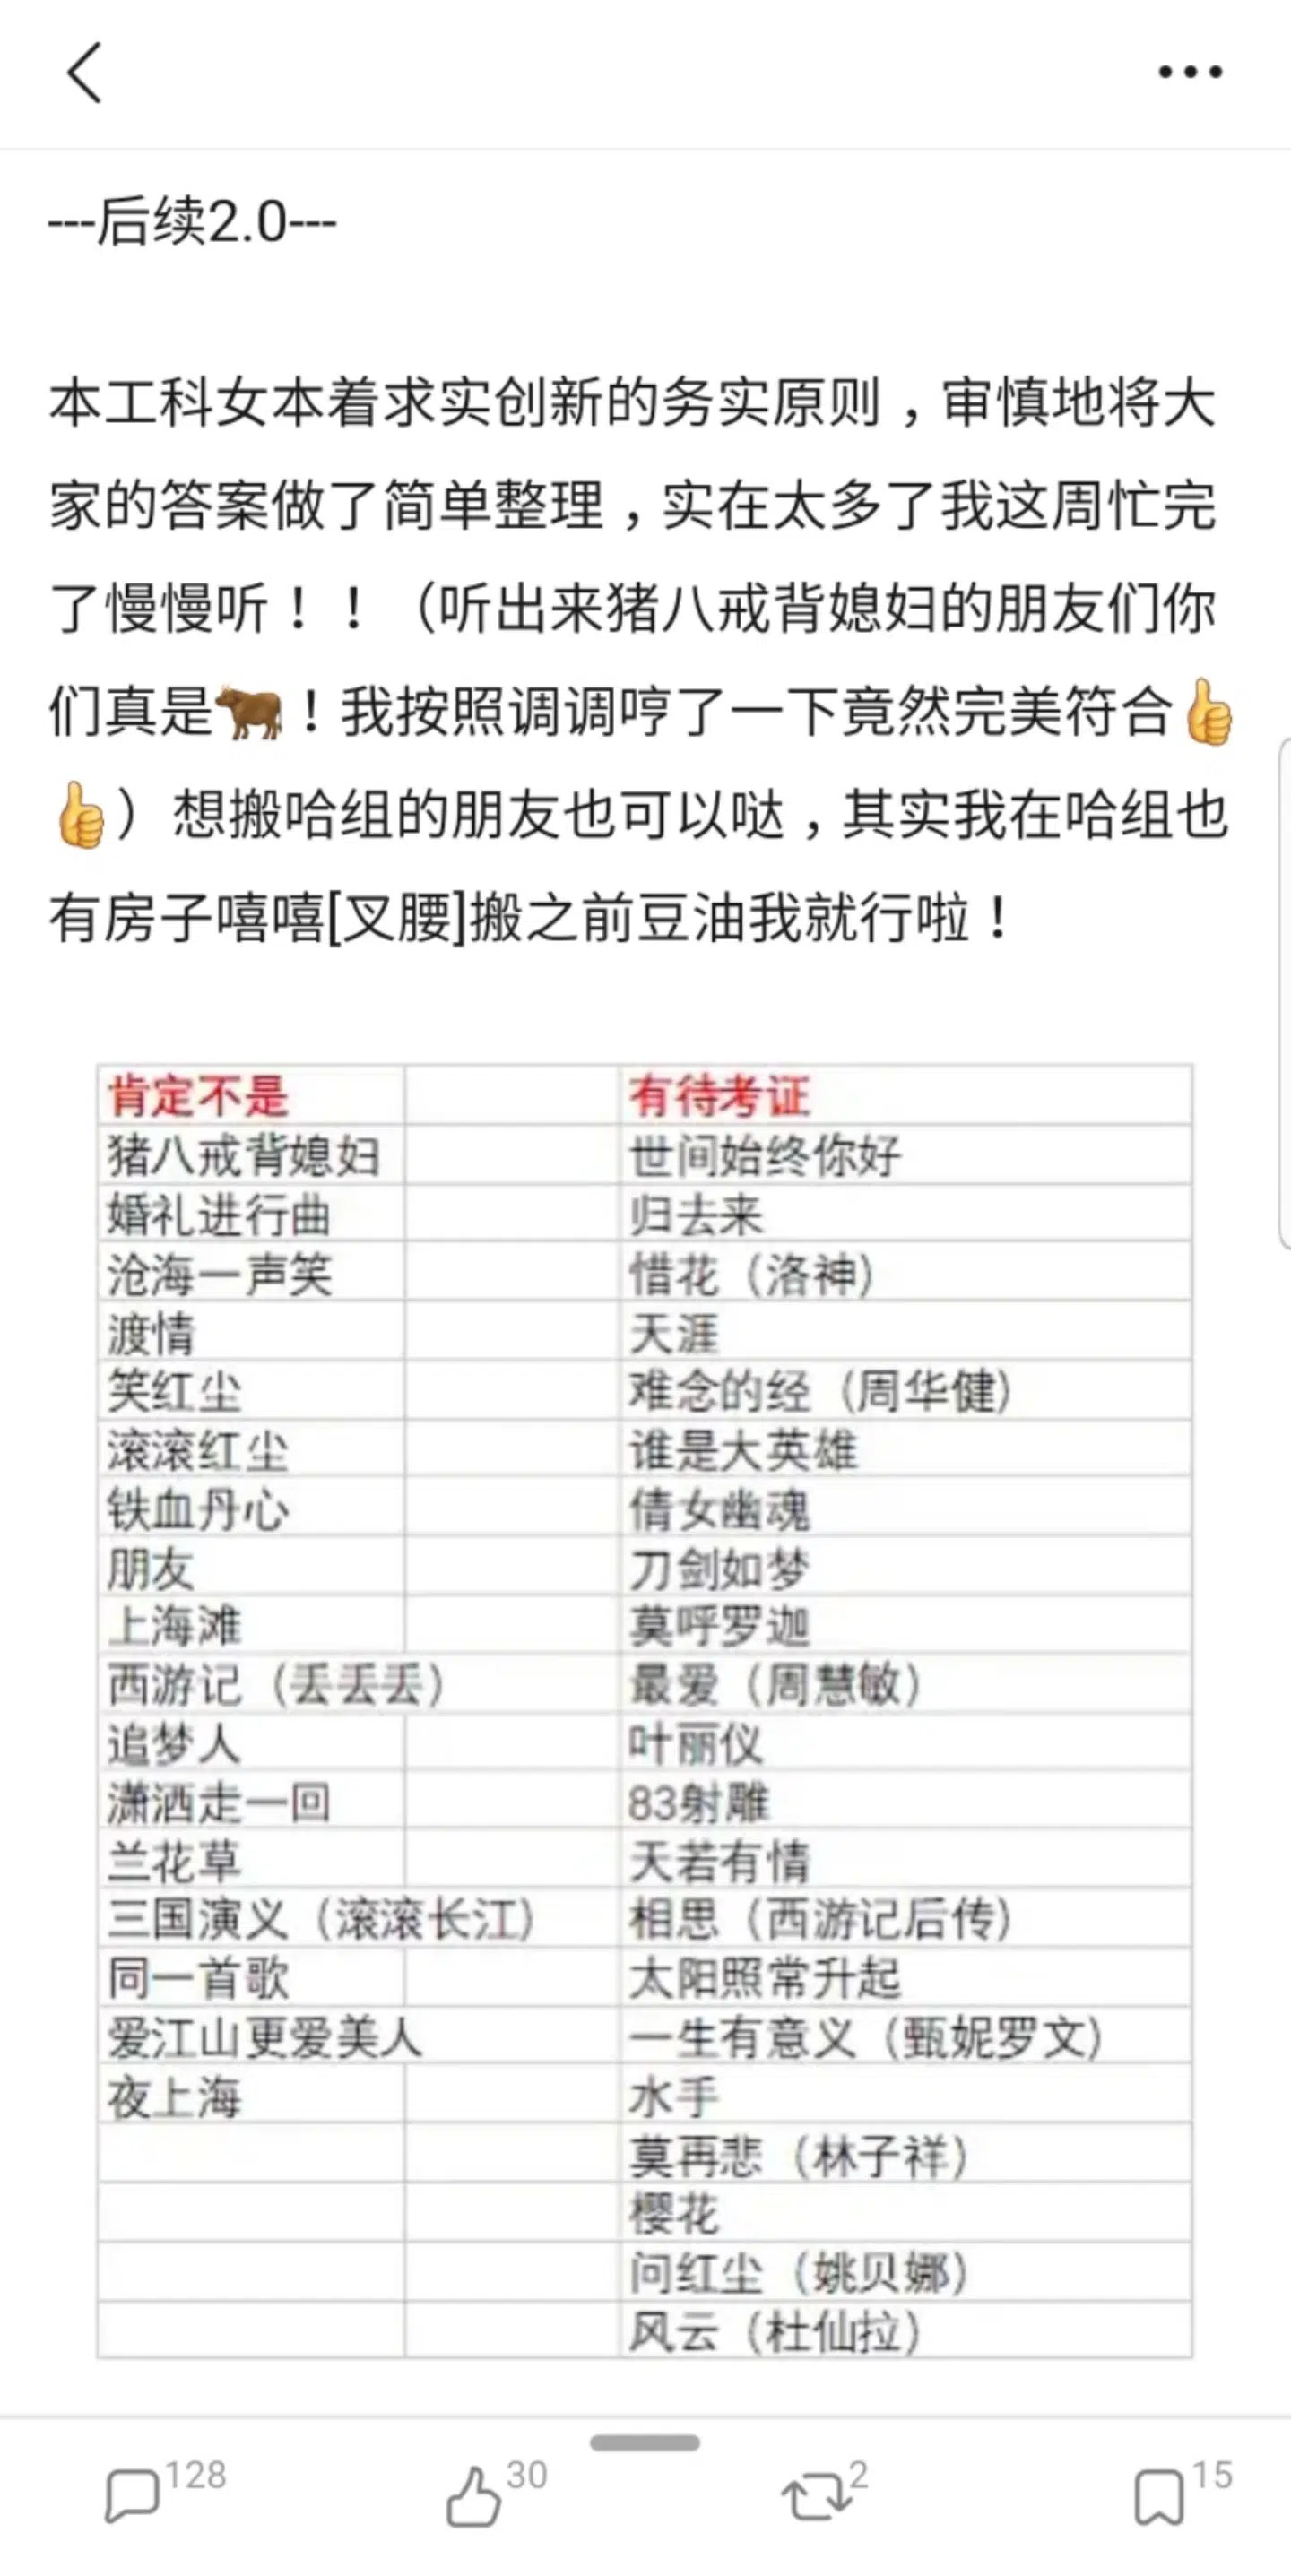 ---后续2.0---
本工科女本着求实创新的务实原则，审慎地将大
家的答案做了简单整理，实在太多了我这周忙完
了慢慢听！！（听出来猪八戒背媳妇的朋友们你
们真是🐂！我按照调调哼了一下竟然完美符合👍
👍）想搬哈组的朋友也可以哒，其实我在哈组也
有房子嘻嘻[叉腰]搬之前豆油我就行啦！
肯定不是 有待考证
猪八戒背媳妇 世间始终你好
婚礼进行曲 归去来
沧海一声笑 惜花（洛神）
渡情 天涯
笑红尘 难念的经（周华健）
滚滚红尘 谁是大英雄
铁血丹心 倩女幽魂
朋友 刀剑如梦
上海滩 莫呼罗迦
西游记（丢丢丢） 最爱（周慧敏）
追梦人 叶丽仪
潇洒走一回 83射雕
兰花草 天若有情
三国演义（滚滚长江） 相思（西游记后传）
同一首歌 太阳照常升起
爱江山更爱美人 一生有意义（甄妮罗文）
夜上海 水手
莫再悲（林子祥）
樱花
问红尘（姚贝娜）
风云（杜仙拉）
128 30 2 15